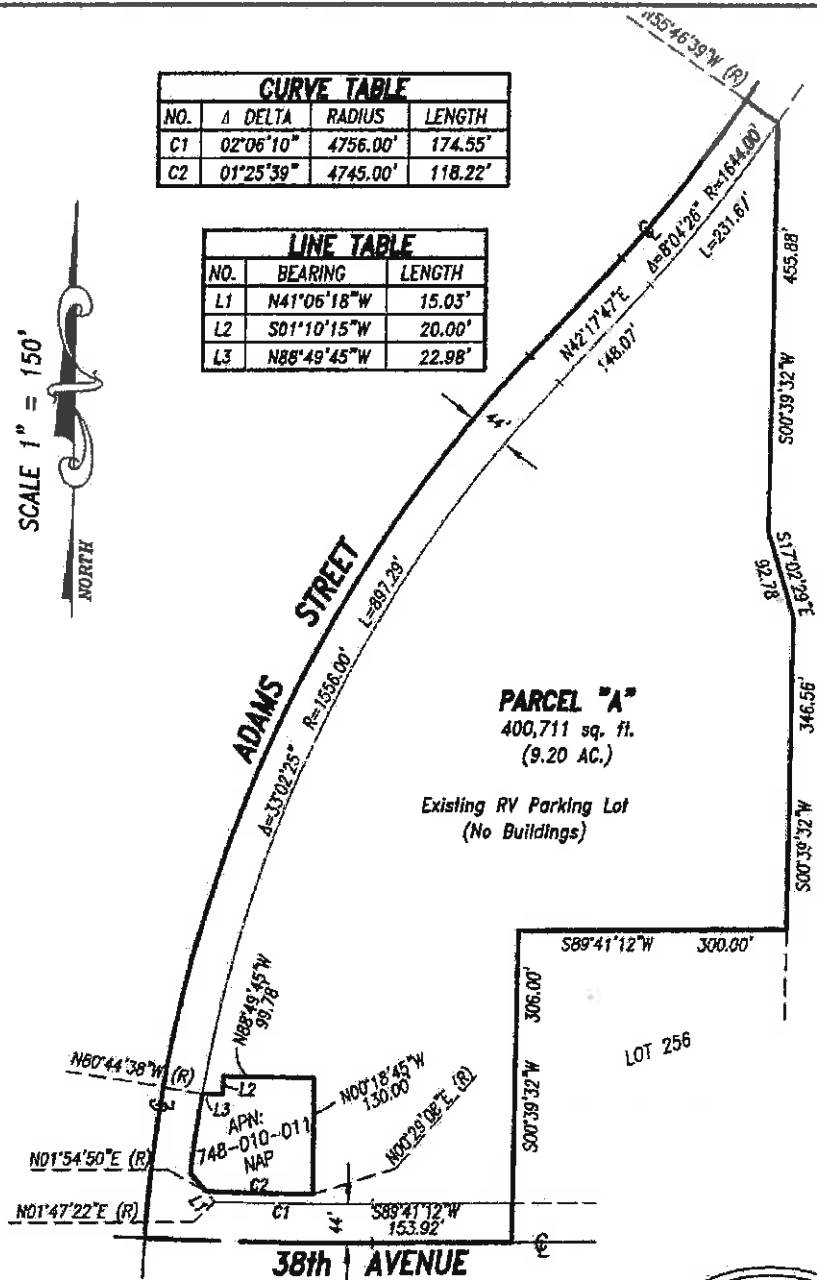 N55°46'39"W (R)
CURVE TABLE
NO. Δ DELTA RADIUS LENGTH
C1 02°06'10" 4756.00' 174.55'
C2 01°25'39" 4745.00' 118.22'
LINE TABLE
NO. BEARING LENGTH
L1 N41°06'18"W 15.03'
L2 S01°10'15"W 20.00'
L3 N88°49'45"W 22.98'
SCALE 1" = 150'
NORTH
Δ=8°04'26" R=1644.00'
L=231.67'
455.88'
S00°39'32"W
N42°17'47"E
148.07'
44'
S17°02'29"E
92.78
ADAMS STREET
L=897.29'
R=1556.00'
Δ=33°02'25"
PARCEL "A"
400,711 sq. ft.
(9.20 AC.)
Existing RV Parking Lot
(No Buildings)
346.56'
S00°39'32"W
S89°41'12"W 300.00'
306.00'
S00°39'32"W
LOT 256
N88°49'45"W
99.78'
N80°44'38"W (R)
L2
L3
N00°18'45"W
130.00'
N00°29'08"E (R)
APN:
748-010-011
NAP
C2
N01°54'50"E (R)
L1
N01°47'22"E (R)
C1
44'
S89°41'12"W
153.92'
38th AVENUE